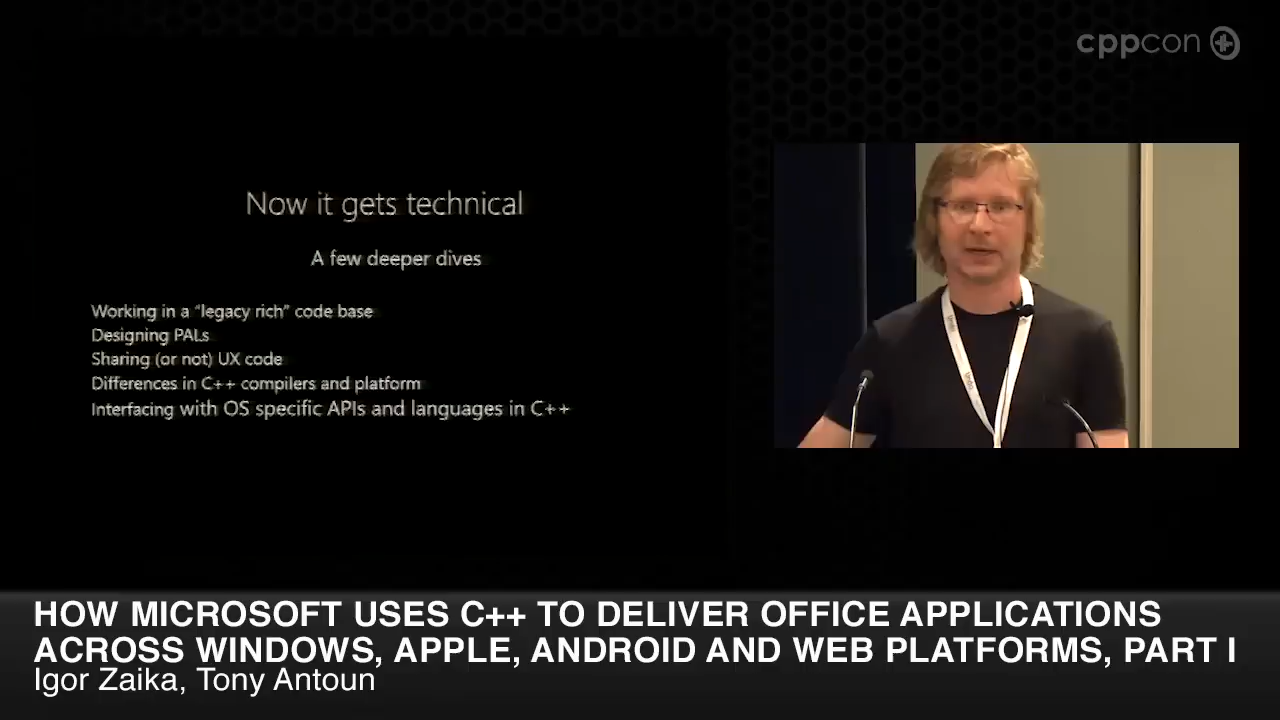 cppcon
Now it gets technical
A few deeper dives
Working in a “legacy rich” code base
Designing PALs
Sharing (or not) UX code
Differences in C++ compilers and platform
Interfacing with OS specific APIs and languages in C++
Undo
Undo
HOW MICROSOFT USES C++ TO DELIVER OFFICE APPLICATIONS
ACROSS WINDOWS, APPLE, ANDROID AND WEB PLATFORMS, PART I
Igor Zaika, Tony Antoun